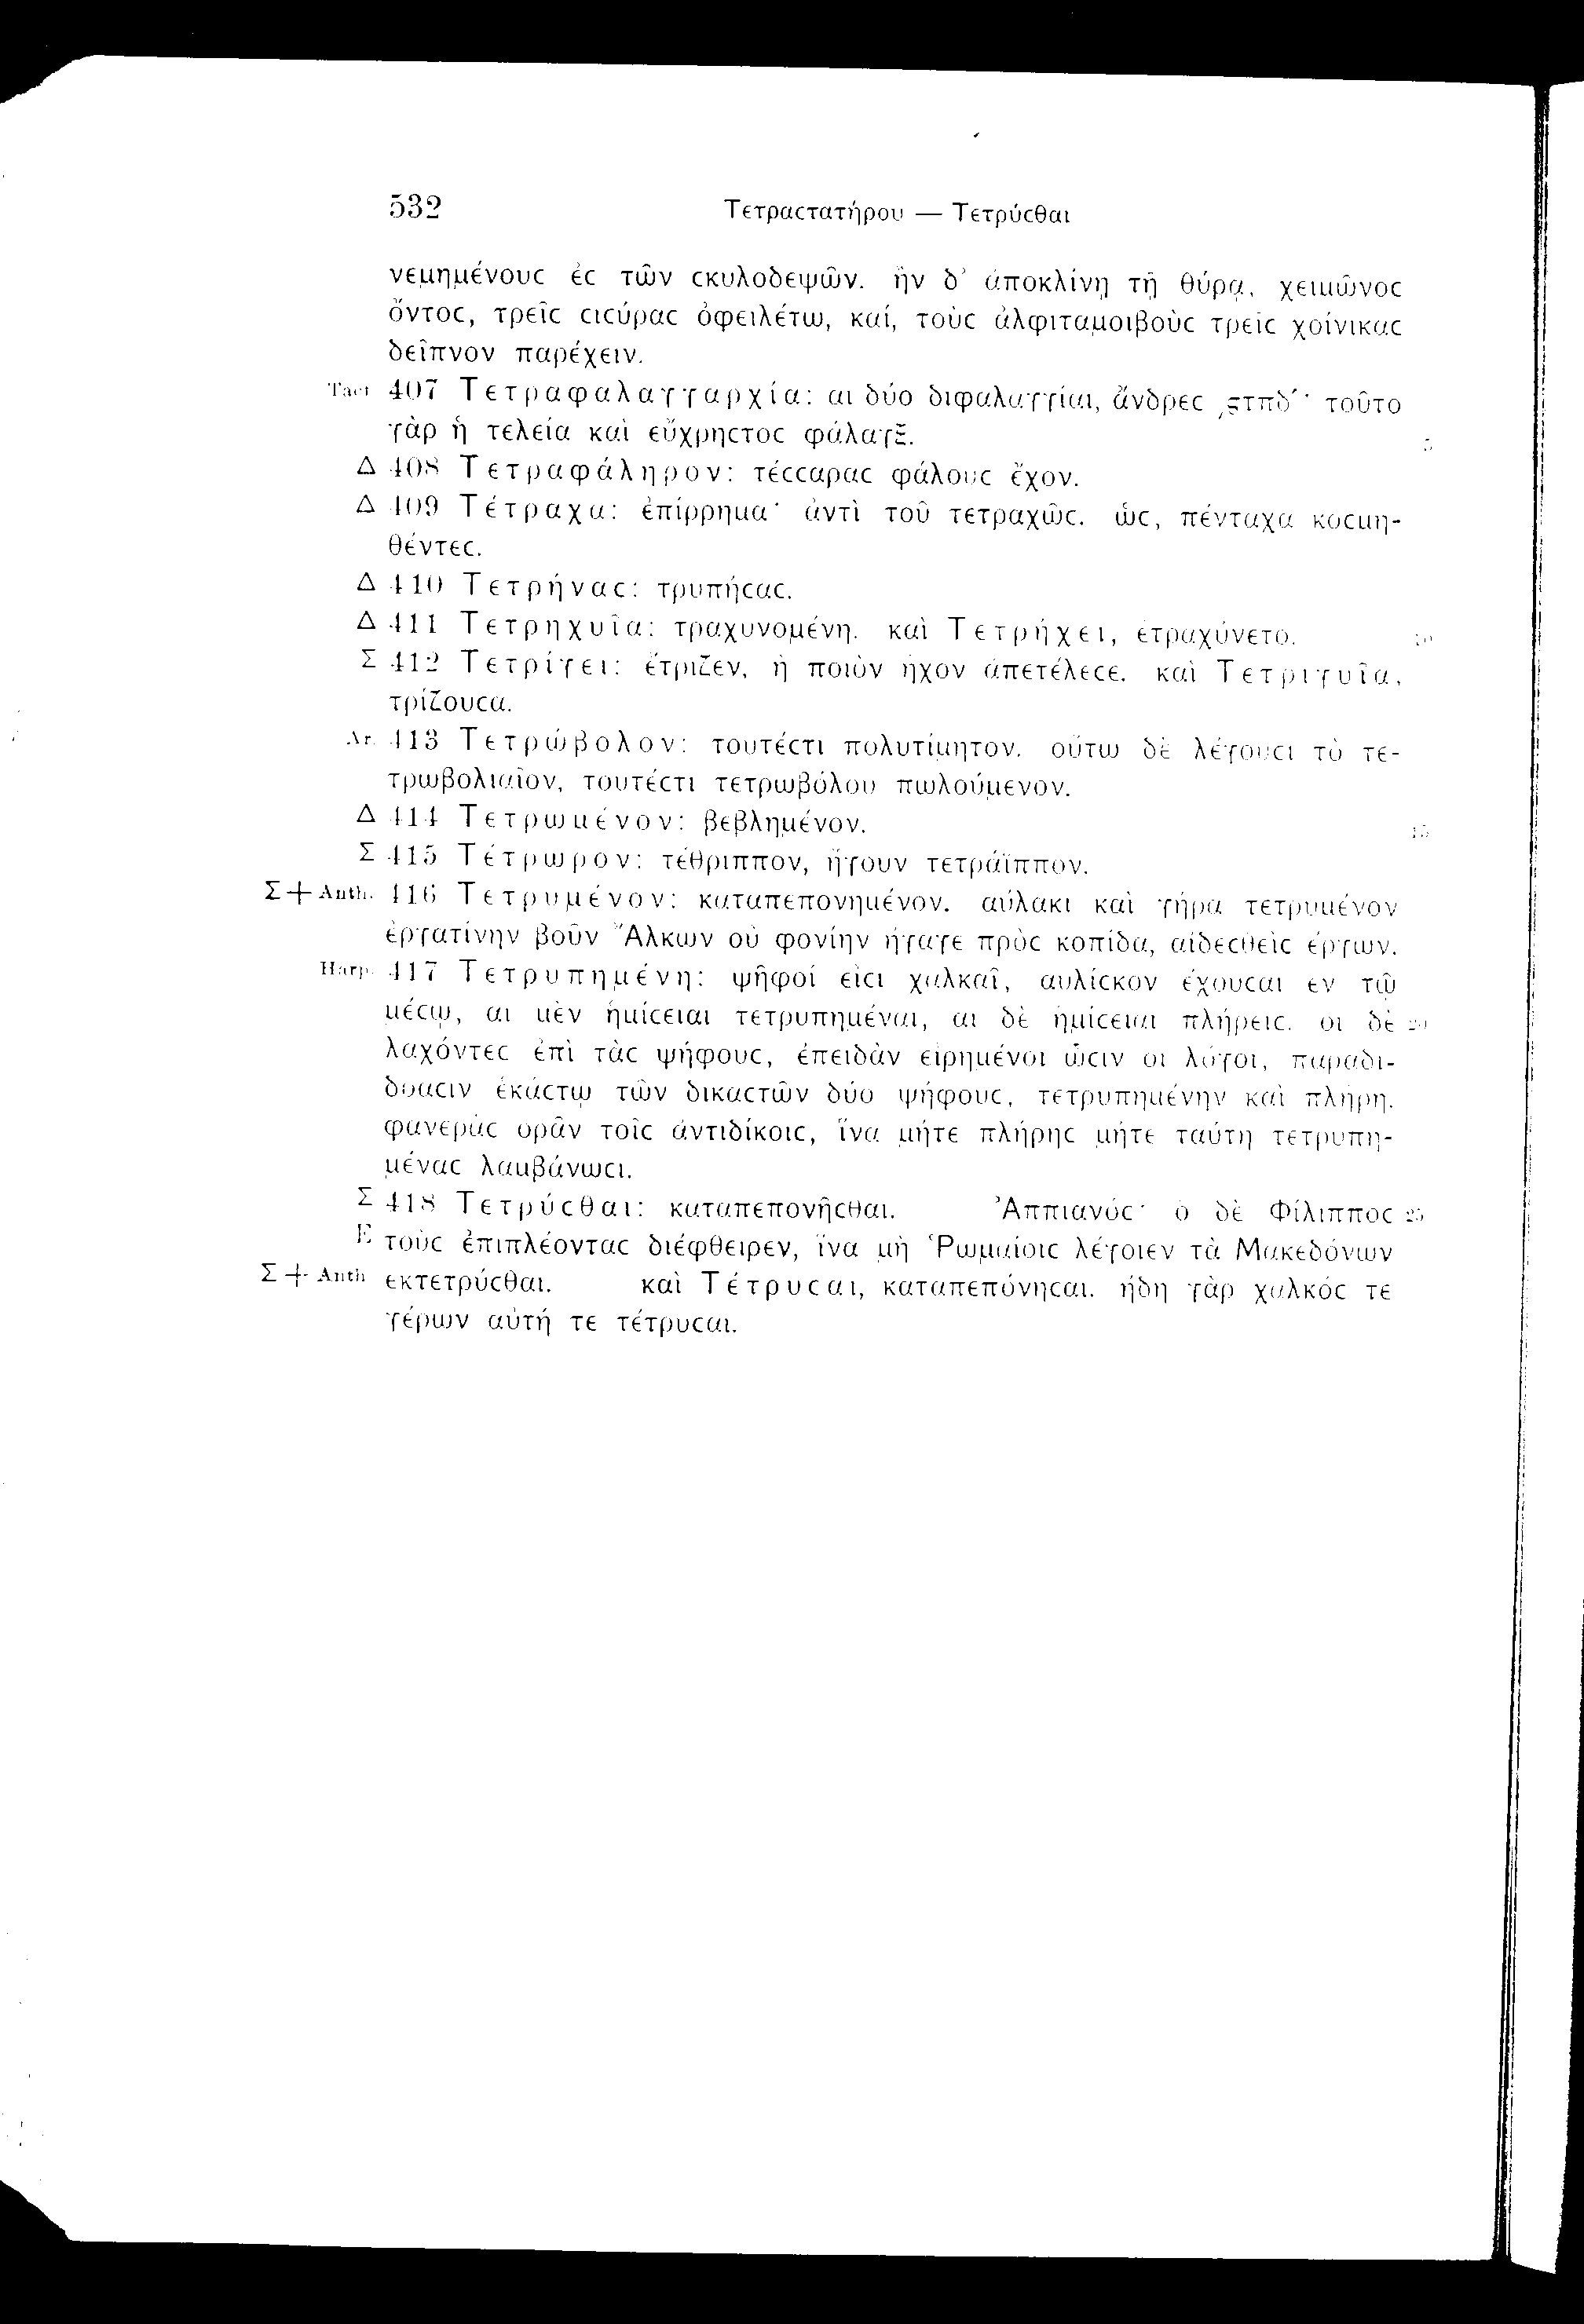 532 Τετραϲτατήρου — Τετρύϲθαι
νεμημένουϲ ἐϲ τῶν ϲκυλοδεψῶν. ἢν δ' ἀποκλίνῃ τῇ θύρᾳ, χειμῶνοϲ
ὄντοϲ, τρεῖϲ ϲιϲύραϲ ὀφειλέτω, καί, τοὺϲ ἀλφιταμοιβοὺϲ τρεῖϲ χοίνικαϲ
δεῖπνον παρέχειν.
Tact 407 Τετραφαλαγγαρχία: αἱ δύο διφαλαγγίαι, ἄνδρεϲ ͵ϛτπδ´· τοῦτο
γὰρ ἡ τελεία καὶ εὔχρηϲτοϲ φάλαγξ. 5
Δ 408 Τετραφάληρον: τέϲϲαραϲ φάλουϲ ἔχον.
Δ 409 Τέτραχα: ἐπίρρημα· ἀντὶ τοῦ τετραχῶϲ. ὡϲ, πένταχα κοϲμη-
θέντεϲ.
Δ 410 Τετρήναϲ: τρυπήϲαϲ.
Δ 411 Τετρηχυῖα: τραχυνομένη. καὶ Τετρήχει, ἐτραχύνετο. 10
Σ 412 Τετρίγει: ἔτριζεν, ἢ ποιὸν ἦχον ἀπετέλεϲε. καὶ Τετριγυῖα,
τρίζουϲα.
Ar. 413 Τετρώβολον: τουτέϲτι πολυτίμητον. οὕτω δὲ λέγουϲι τὸ τε-
τρωβολιαῖον, τουτέϲτι τετρωβόλου πωλούμενον.
Δ 414 Τετρωμένον: βεβλημένον. 15
Σ 415 Τέτρωρον: τέθριππον, ἤγουν τετράϊππον.
Σ + Anth. 416 Τετρυμένον: καταπεπονημένον. αὔλακι καὶ γήρᾳ τετρυμένον
ἐργατίνην βοῦν Ἄλκων οὐ φονίην ἤγαγε πρὸϲ κοπίδα, αἰδεϲθεὶϲ ἔργων.
Harp. 417 Τετρυπημένη: ψῆφοί εἰϲι χαλκαῖ, αὐλίϲκον ἔχουϲαι ἐν τῷ
μέϲῳ, αἱ μὲν ἡμίϲειαι τετρυπημέναι, αἱ δὲ ἡμίϲειαι πλήρειϲ. οἱ δὲ 20
λαχόντεϲ ἐπὶ τὰϲ ψήφουϲ, ἐπειδὰν εἰρημένοι ὦϲιν οἱ λόγοι, παραδι-
δόαϲιν ἑκάϲτῳ τῶν δικαϲτῶν δύο ψήφουϲ, τετρυπημένην καὶ πλήρη,
φανερὰϲ ὁρᾶν τοῖϲ ἀντιδίκοιϲ, ἵνα μήτε πλήρηϲ μήτε ταύτῃ τετρυπη-
μέναϲ λαμβάνωϲι.
Σ 418 Τετρύϲθαι: καταπεπονῆϲθαι. Ἀππιανόϲ· ὁ δὲ Φίλιπποϲ 25
E τοὺϲ ἐπιπλέονταϲ διέφθειρεν, ἵνα μὴ Ῥωμαίοιϲ λέγοιεν τὰ Μακεδόνων
Σ + Anth ἐκτετρύϲθαι. καὶ Τέτρυϲαι, καταπεπόνηϲαι. ἤδη γὰρ χαλκόϲ τε
γέρων αὐτή τε τέτρυϲαι.